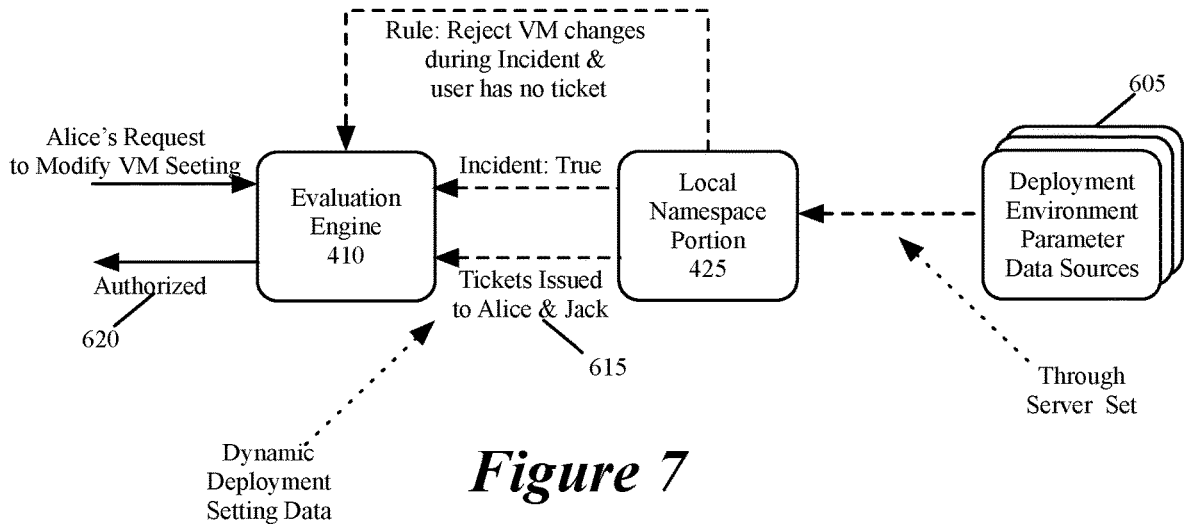 Rule: Reject VM changes
during Incident &
user has no ticket
605
Alice's Request
to Modify VM Seeting
Evaluation
Engine
410
Incident: True
Local
Namespace
Portion
425
Deployment
Environment
Parameter
Data Sources
Authorized
620
Tickets Issued
to Alice & Jack
615
Through
Server Set
Dynamic
Deployment
Setting Data
Figure 7